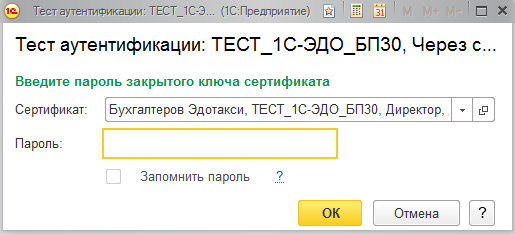 Тест аутентификации: ТЕСТ_1С-Э... (1С:Предприятие) 31 M M+ M-
Тест аутентификации: ТЕСТ_1С-ЭДО_БП30, Через с...
Введите пароль закрытого ключа сертификата
Сертификат: Бухгалтеров Эдотакси, ТЕСТ_1С-ЭДО_БП30, Директор,
Пароль:
Запомнить пароль ?
ОК Отмена ?